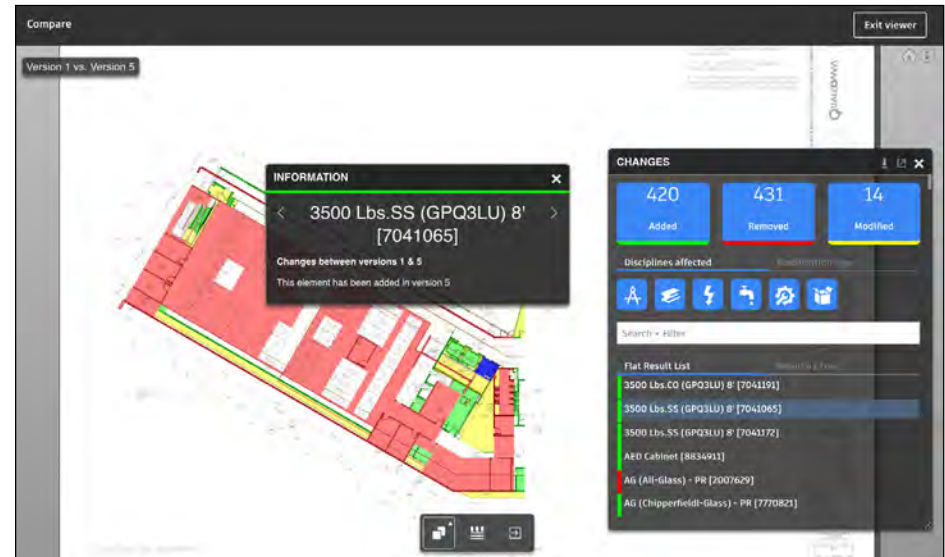 Compare
Exit viewer
Version 1 vs. Version 5
INFORMATION
3500 Lbs.SS (GPQ3LU) 8'
[7041065]
Changes between versions 1 & 5
This element has been added in version 5
CHANGES
420
431
14
Added
Removed
Modified
Disciplines affected
Search + Filter
Flat Result List
3500 Lbs.CO (GPQ3LU) 8' [7041191]
3500 Lbs.SS (GPQ3LU) 8' [7041065]
3500 Lbs.SS (GPQ3LU) 8' [7041172]
AED Cabinet [8834911]
AG (All-Glass) - PR [2007629]
AG (Chipperfieldl-Glass) - PR [7770821]